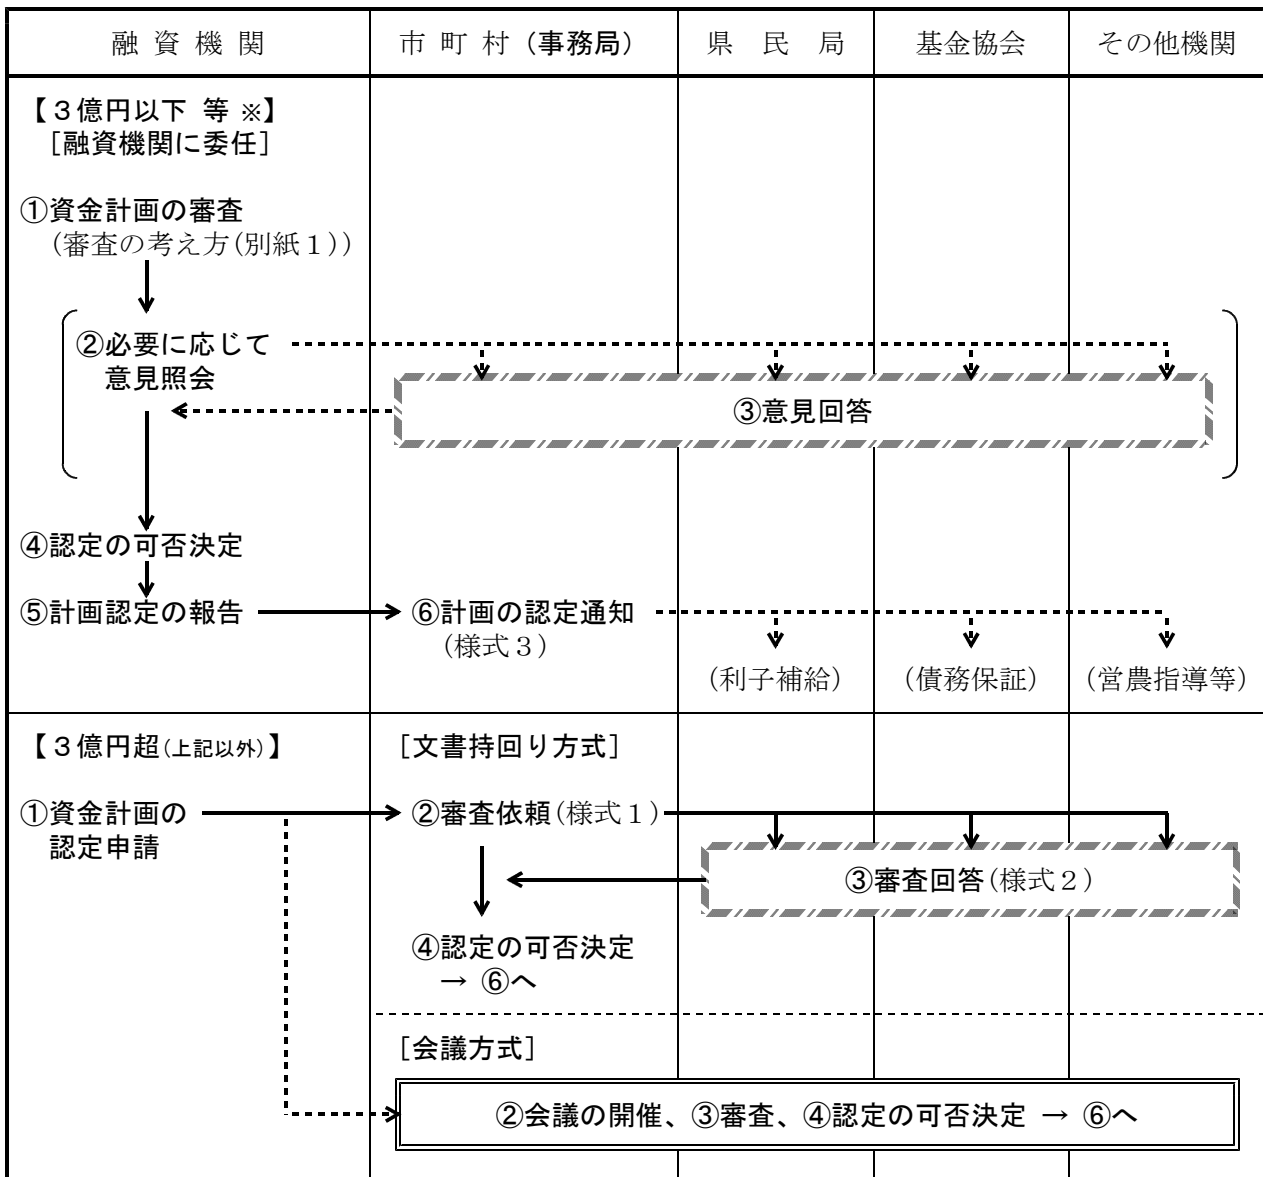 融資機関
市町村（事務局）
県民局
基金協会
その他機関
【３億円以下 等 ※】
［融資機関に委任］
①資金計画の審査
（審査の考え方（別紙１））
②必要に応じて
意見照会
③意見回答
④認定の可否決定
⑤計画認定の報告
⑥計画の認定通知
（様式３）
（利子補給）
（債務保証）
（営農指導等）
【３億円超（上記以外）】
［文書持回り方式］
①資金計画の
認定申請
②審査依頼（様式１）
③審査回答（様式２）
④認定の可否決定
→ ⑥へ
［会議方式］
②会議の開催、③審査、④認定の可否決定 → ⑥へ